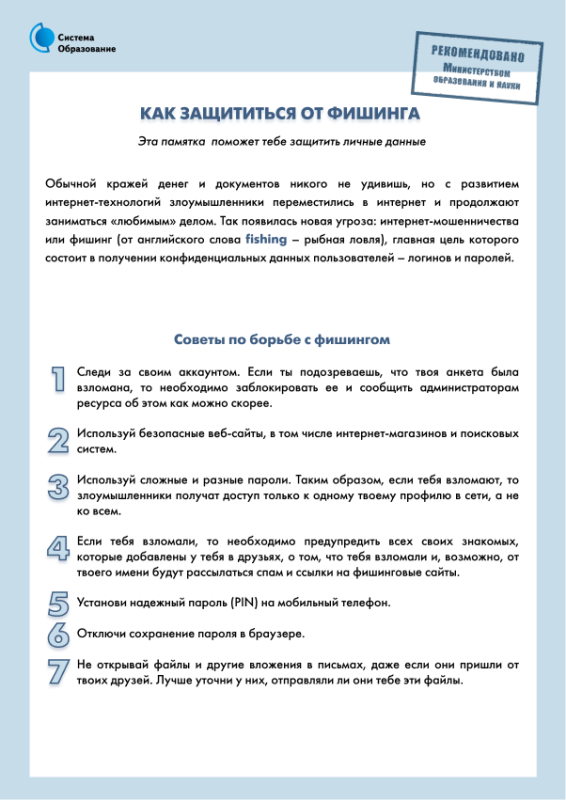 Система
Образование
РЕКОМЕНДОВАНО
Министерством
образования и науки
КАК ЗАЩИТИТЬСЯ ОТ ФИШИНГА
Эта памятка поможет тебе защитить личные данные
Обычной кражей денег и документов никого не удивишь, но с развитием
интернет-технологий злоумышленники переместились в интернет и продолжают
заниматься «любимым» делом. Так появилась новая угроза: интернет-мошенничества
или фишинг (от английского слова fishing – рыбная ловля), главная цель которого
состоит в получении конфиденциальных данных пользователей – логинов и паролей.
Советы по борьбе с фишингом
1 Следи за своим аккаунтом. Если ты подозреваешь, что твоя анкета была
взломана, то необходимо заблокировать ее и сообщить администраторам
ресурса об этом как можно скорее.
2 Используй безопасные веб-сайты, в том числе интернет-магазинов и поисковых
систем.
3 Используй сложные и разные пароли. Таким образом, если тебя взломают, то
злоумышленники получат доступ только к одному твоему профилю в сети, а не
ко всем.
4 Если тебя взломали, то необходимо предупредить всех своих знакомых,
которые добавлены у тебя в друзьях, о том, что тебя взломали и, возможно, от
твоего имени будут рассылаться спам и ссылки на фишинговые сайты.
5 Установи надежный пароль (PIN) на мобильный телефон.
6 Отключи сохранение пароля в браузере.
7 Не открывай файлы и другие вложения в письмах, даже если они пришли от
твоих друзей. Лучше уточни у них, отправляли ли они тебе эти файлы.